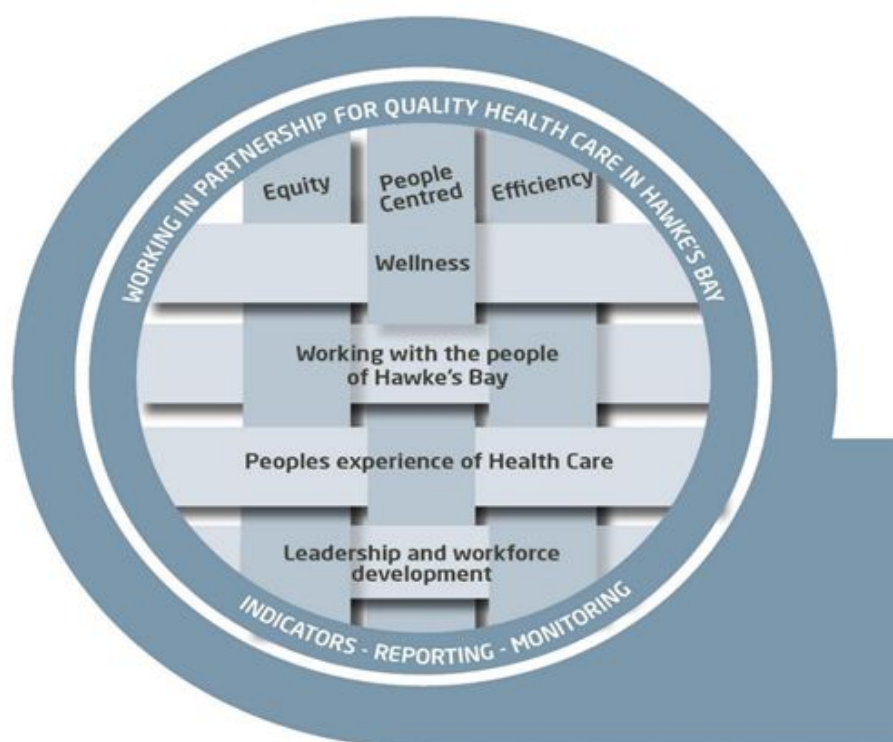 WORKING IN PARTNERSHIP FOR QUALITY HEALTH CARE IN HAWKE'S BAY
Equity
People
Centred
Efficiency
Wellness
Working with the people
of Hawke's Bay
Peoples experience of Health Care
Leadership and workforce
development
INDICATORS - REPORTING - MONITORING